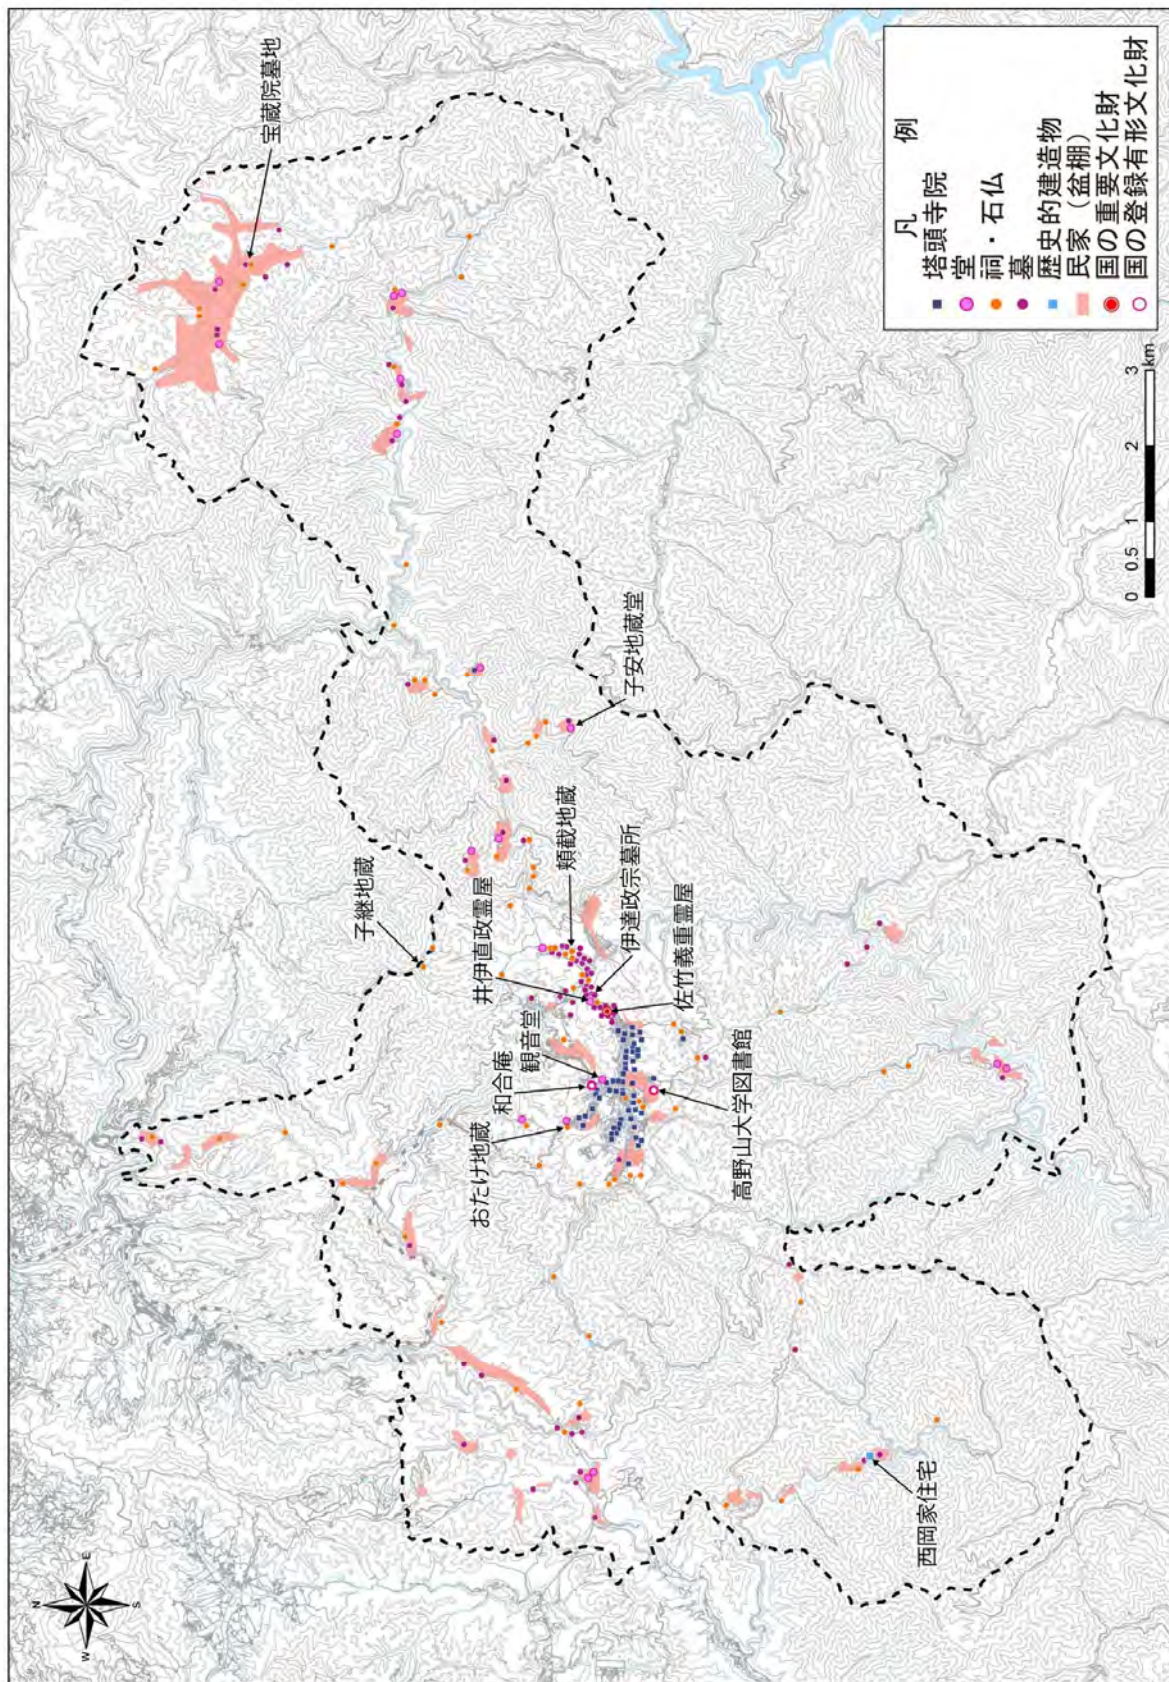 宝蔵院墓地
子継地蔵
子安地蔵堂
井伊直政霊屋
頬截地蔵
伊達政宗墓所
佐竹義重霊屋
観音堂
和合庵
おたけ地蔵
高野山大学図書館
西岡家住宅
凡 例
塔頭寺院
堂
祠・石仏
墓
歴史的建造物
民家（盆棚）
国の重要文化財
国の登録有形文化財
0 0.5 1 2 3
km
N
E
S
W